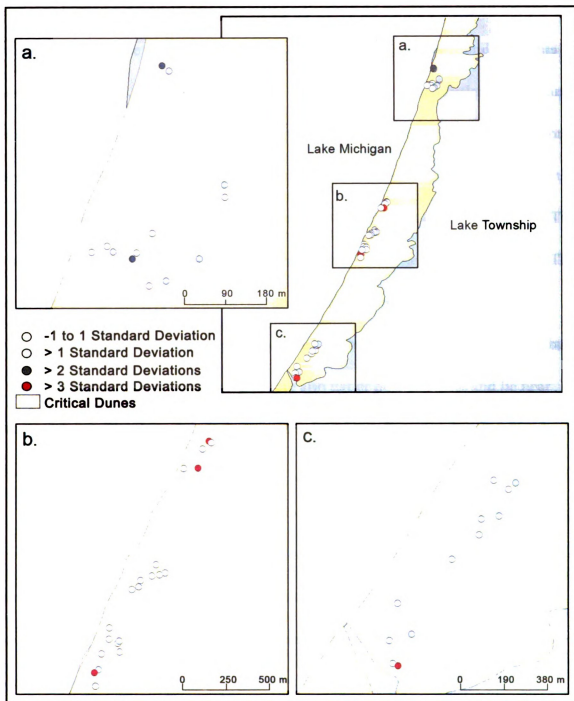 a.
a.
Lake Michigan
b.
Lake Township
c.
0 90 180 m
-1 to 1 Standard Deviation
> 1 Standard Deviation
> 2 Standard Deviations
> 3 Standard Deviations
Critical Dunes
b.
0 250 500 m
c.
0 190 380 m